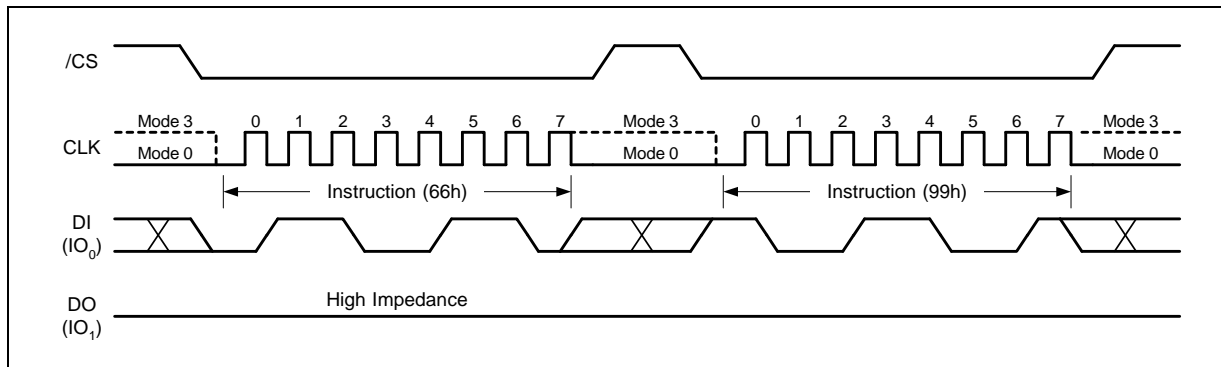 /CS
Mode 3 0 1 2 3 4 5 6 7 Mode 3 0 1 2 3 4 5 6 7 Mode 3
CLK Mode 0 Mode 0 Mode 0
Instruction (66h) Instruction (99h)
DI
(IO0)
High Impedance
DO
(IO1)